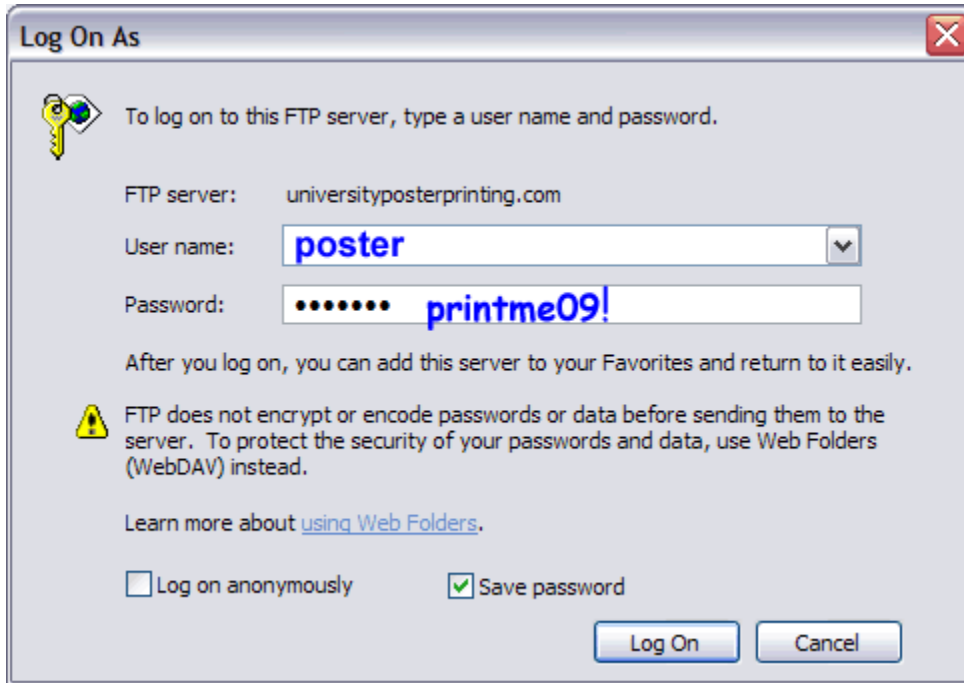 Log On As
To log on to this FTP server, type a user name and password.
FTP server: universityposterprinting.com
User name: poster
Password: ••••••• printme09!
After you log on, you can add this server to your Favorites and return to it easily.
FTP does not encrypt or encode passwords or data before sending them to the
server. To protect the security of your passwords and data, use Web Folders
(WebDAV) instead.
Learn more about using Web Folders.
Log on anonymously Save password
Log On Cancel